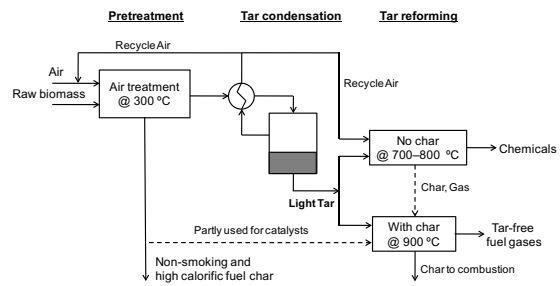 Pretreatment
Tar condensation
Tar reforming
Recycle Air
Air
Raw biomass
Air treatment
@ 300 ºC
Recycle Air
No char
@ 700–800 ºC
Chemicals
Light Tar
Char, Gas
Partly used for catalysts
With char
@ 900 ºC
Tar-free
fuel gases
Non-smoking and
high calorific fuel char
Char to combustion